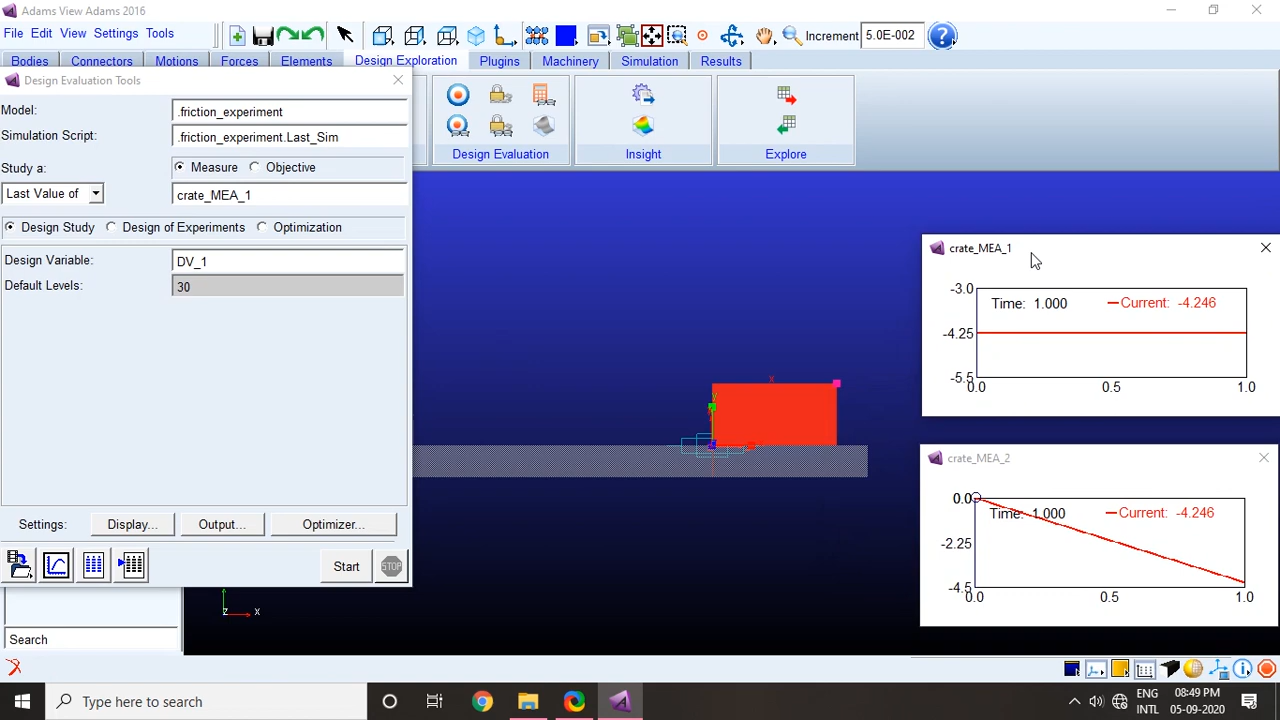 Adams View Adams 2016
File Edit View Settings Tools
Increment 5.0E-002
Bodies Connectors Motions Forces Elements Design Exploration Plugins Machinery Simulation Results
Design Evaluation Tools
Model: .friction_experiment
Simulation Script: .friction_experiment.Last_Sim
Study a: Measure Objective
Last Value of crate_MEA_1
Design Study Design of Experiments Optimization
Design Variable: DV_1
Default Levels: 30
Settings: Display... Output... Optimizer...
Start STOP
Search
Design Evaluation Insight Explore
x
y
z x
crate_MEA_1
-3.0
Time: 1.000 Current: -4.246
-4.25
-5.5
0.0 0.5 1.0
crate_MEA_2
0.0
Time: 1.000 Current: -4.246
-2.25
-4.5
0.0 0.5 1.0
Type here to search
ENG
INTL
08:49 PM
05-09-2020